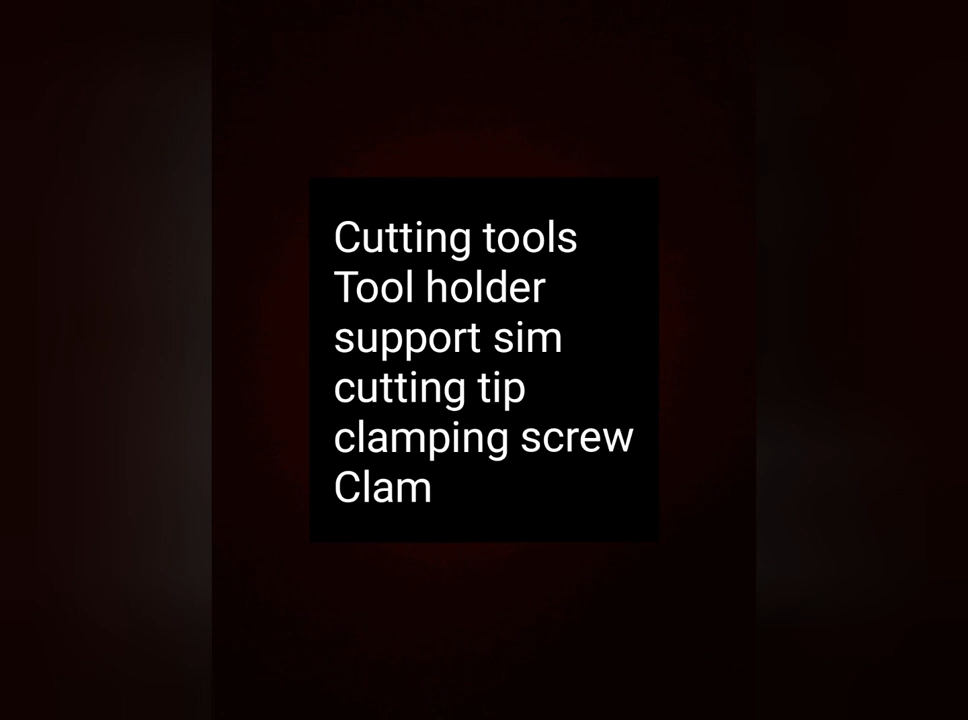 Cutting tools
Tool holder
support sim
cutting tip
clamping screw
Clam